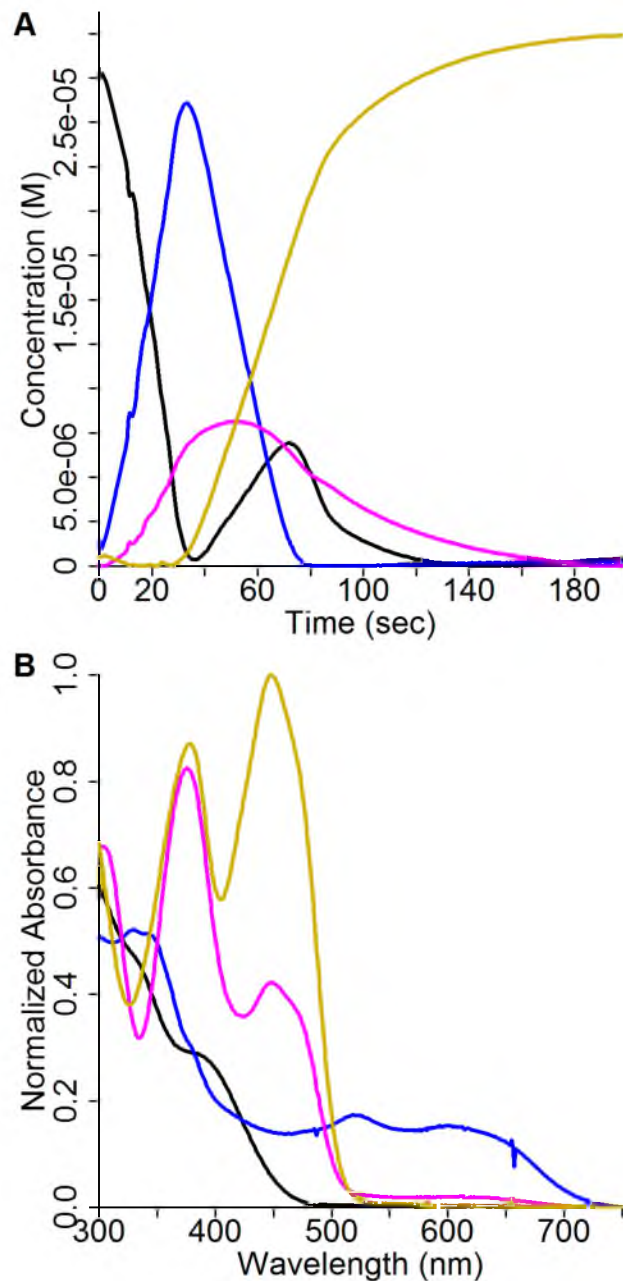 A
Concentration (M)
2.5e-05
1.5e-05
5.0e-06
0
0 20 60 100 140 180
Time (sec)
B
Normalized Absorbance
1.0
0.8
0.6
0.4
0.2
0.0
300 400 500 600 700
Wavelength (nm)